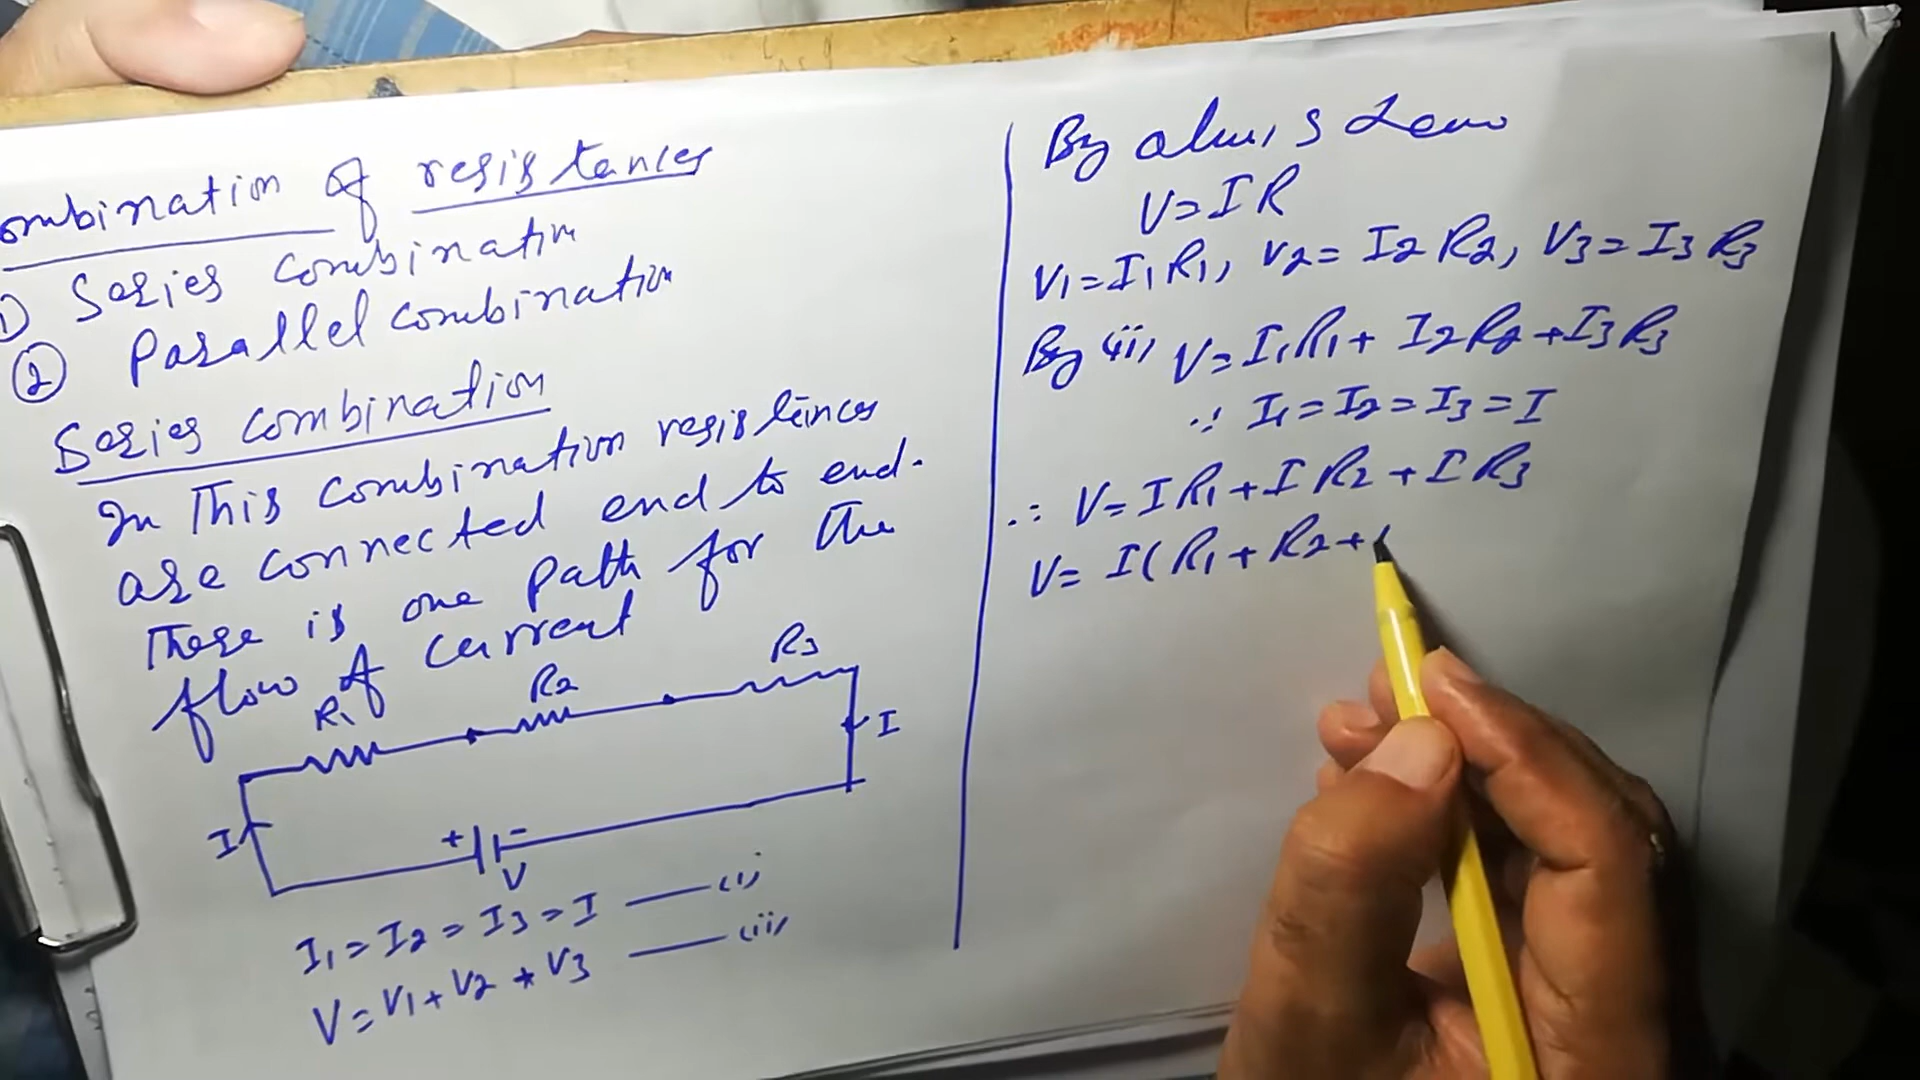 ombination of resistances
1) Series combination
② Parallel combination
Series combination
In This combination resistances
are connected end to end.
There is one path for the
flow of current
R1 R2 R3
I
I
+ -
V
I1 = I2 = I3 = I —— (i)
V = V1 + V2 + V3 —— (ii)
By ohm's Law
V = IR
V1 = I1R1, V2 = I2R2, V3 = I3R3
By (ii) V = I1R1 + I2R2 + I3R3
∵ I1 = I2 = I3 = I
∴ V = IR1 + IR2 + IR3
V = I(R1 + R2 +